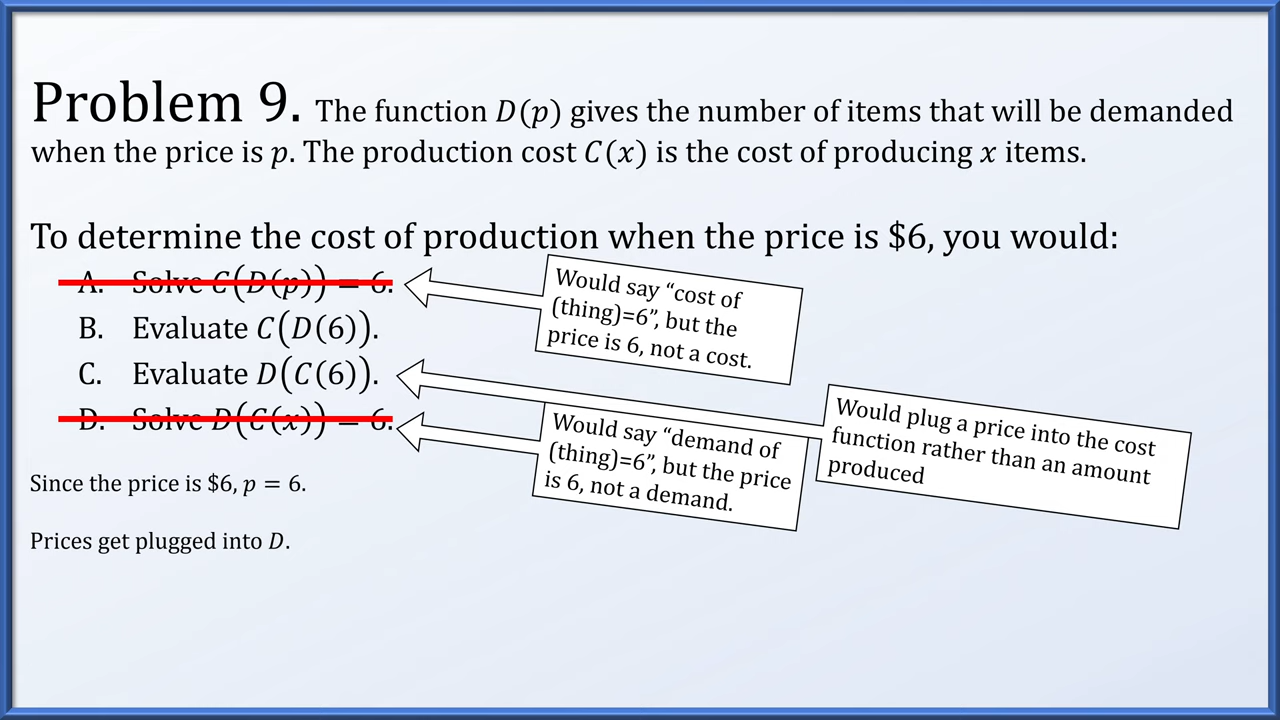 Problem 9. The function D(p) gives the number of items that will be demanded
when the price is p. The production cost C(x) is the cost of producing x items.
To determine the cost of production when the price is $6, you would:
A. Solve C(D(p)) = 6.
B. Evaluate C(D(6)).
C. Evaluate D(C(6)).
D. Solve D(C(x)) = 6.
Would say “cost of
(thing)=6”, but the
price is 6, not a cost.
Would say “demand of
(thing)=6”, but the price
is 6, not a demand.
Would plug a price into the cost
function rather than an amount
produced
Since the price is $6, p = 6.
Prices get plugged into D.